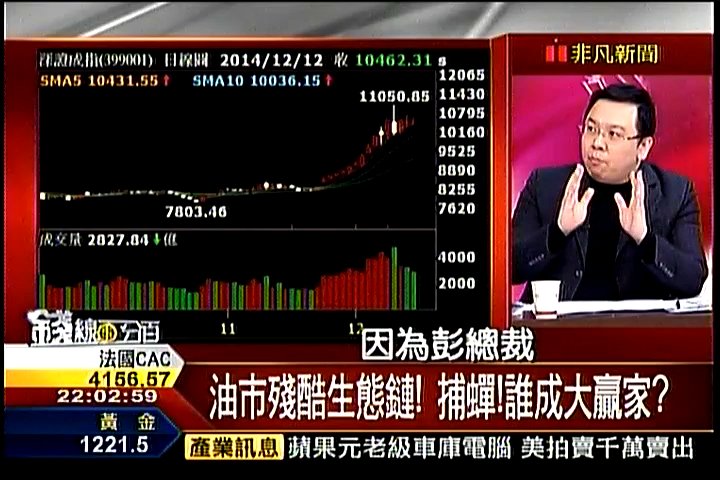 深證成指(399001) 日線圖 2014/12/12 收 10462.31 s
SMA5 10431.55↑ SMA10 10036.15↑
12065
11430
11050.85
10795
10160
9525
8890
8255
7803.46
7620
成交量 2827.84↓億
4000
2000
11
12
非凡新聞
錢線百分百
法國CAC
4156.57
22:02:59
黃金
1221.5
因為彭總裁
油市殘酷生態鏈! 捕蟬!誰成大贏家?
產業訊息 蘋果元老級車庫電腦 美拍賣千萬賣出